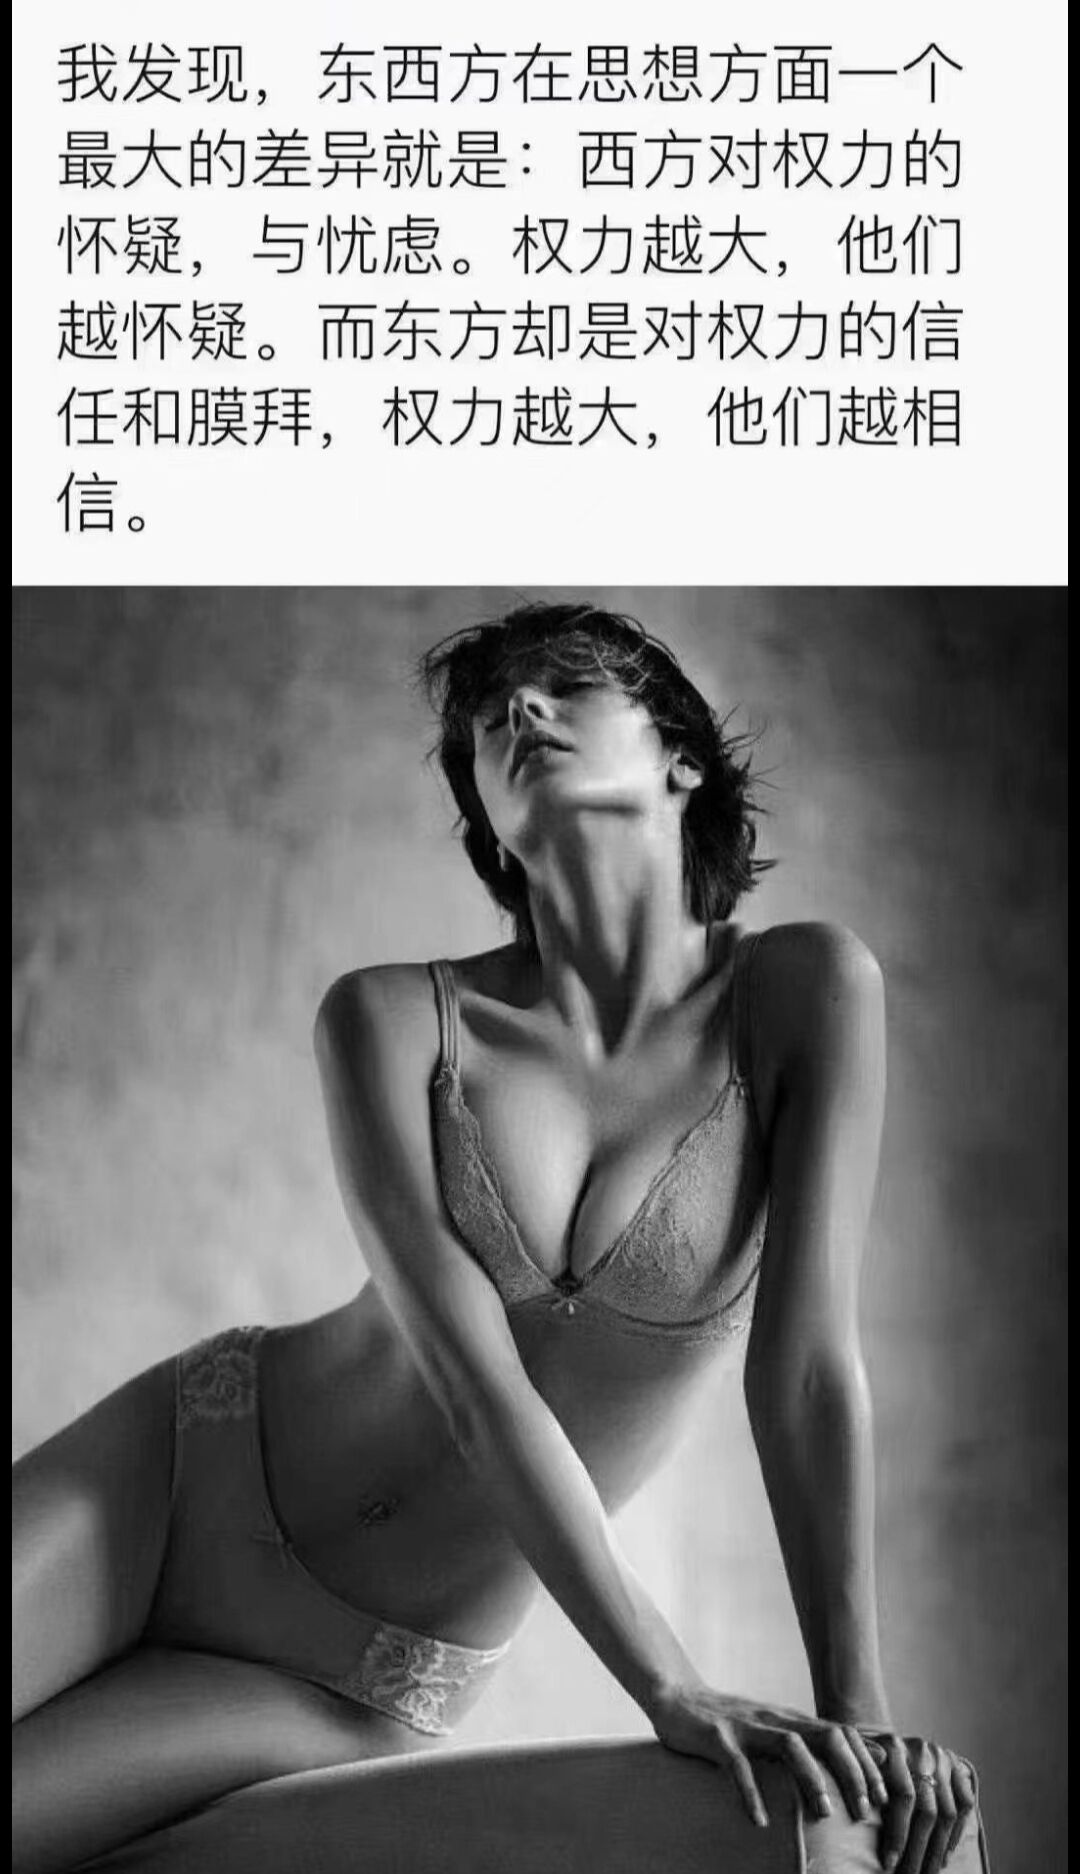 我发现，东西方在思想方面一个
最大的差异就是：西方对权力的
怀疑，与忧虑。权力越大，他们
越怀疑。而东方却是对权力的信
任和膜拜，权力越大，他们越相
信。